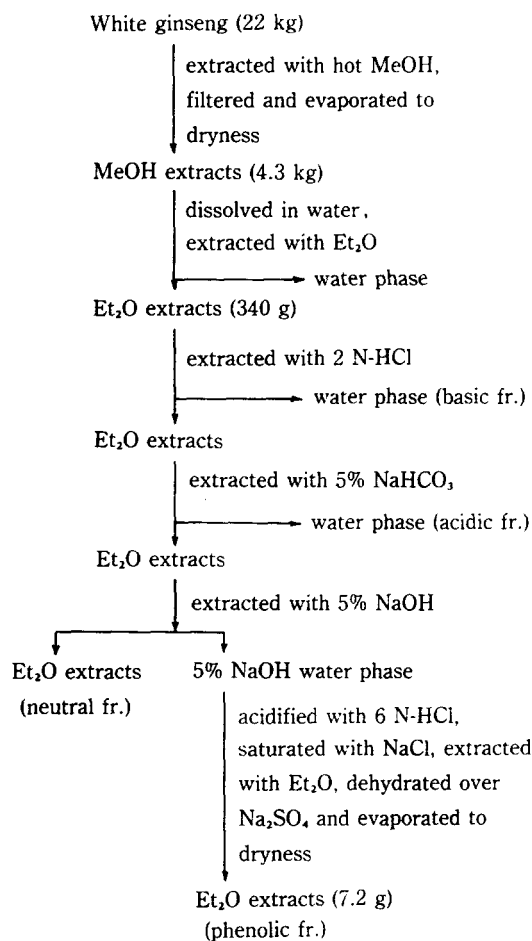 White ginseng (22 kg)
extracted with hot MeOH,
filtered and evaporated to
dryness
MeOH extracts (4.3 kg)
dissolved in water,
extracted with Et₂O
water phase
Et₂O extracts (340 g)
extracted with 2 N-HCl
water phase (basic fr.)
Et₂O extracts
extracted with 5% NaHCO₃
water phase (acidic fr.)
Et₂O extracts
extracted with 5% NaOH
Et₂O extracts
(neutral fr.)
5% NaOH water phase
acidified with 6 N-HCl,
saturated with NaCl, extracted
with Et₂O, dehydrated over
Na₂SO₄ and evaporated to
dryness
Et₂O extracts (7.2 g)
(phenolic fr.)